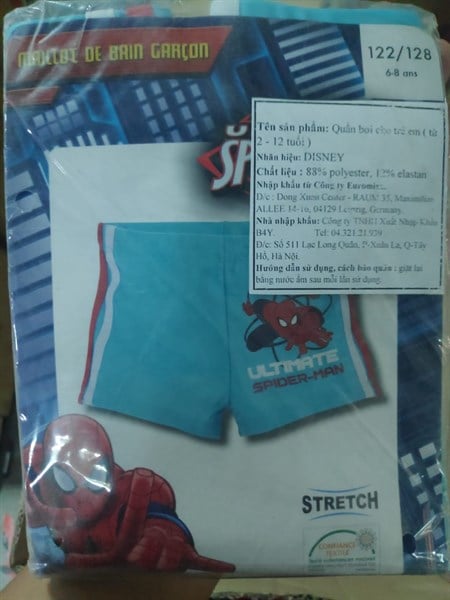 MAILLOT DE BAIN GARÇON
122/128
6-8 ans
Tên sản phẩm: Quần bơi cho trẻ em ( từ
2 - 12 tuổi )
Nhãn hiệu: DISNEY
Chất liệu : 88% polyester, 12% elastan
Nhập khẩu từ Công ty
D/c : Dong Xuan Center - RAUM 35, Maximilian
ALLEE 04129 Leipzig, Germany.
Nhà nhập khẩu: Công ty TNHH Xuất Nhập Khẩu
B4Y. Tel: 04.321.21.929
D/c: Số 511 Lạc Long Quân, P-Xuân La, Q-Tây
Hồ, Hà Nội.
Hướng dẫn sử dụng, cách bảo quản : giặt lại
bằng nước ấm sau mỗi lần sử dụng.
SP
ULTIMATE
SPIDER-MAN
STRETCH
CONFIANCE
TEXTILE